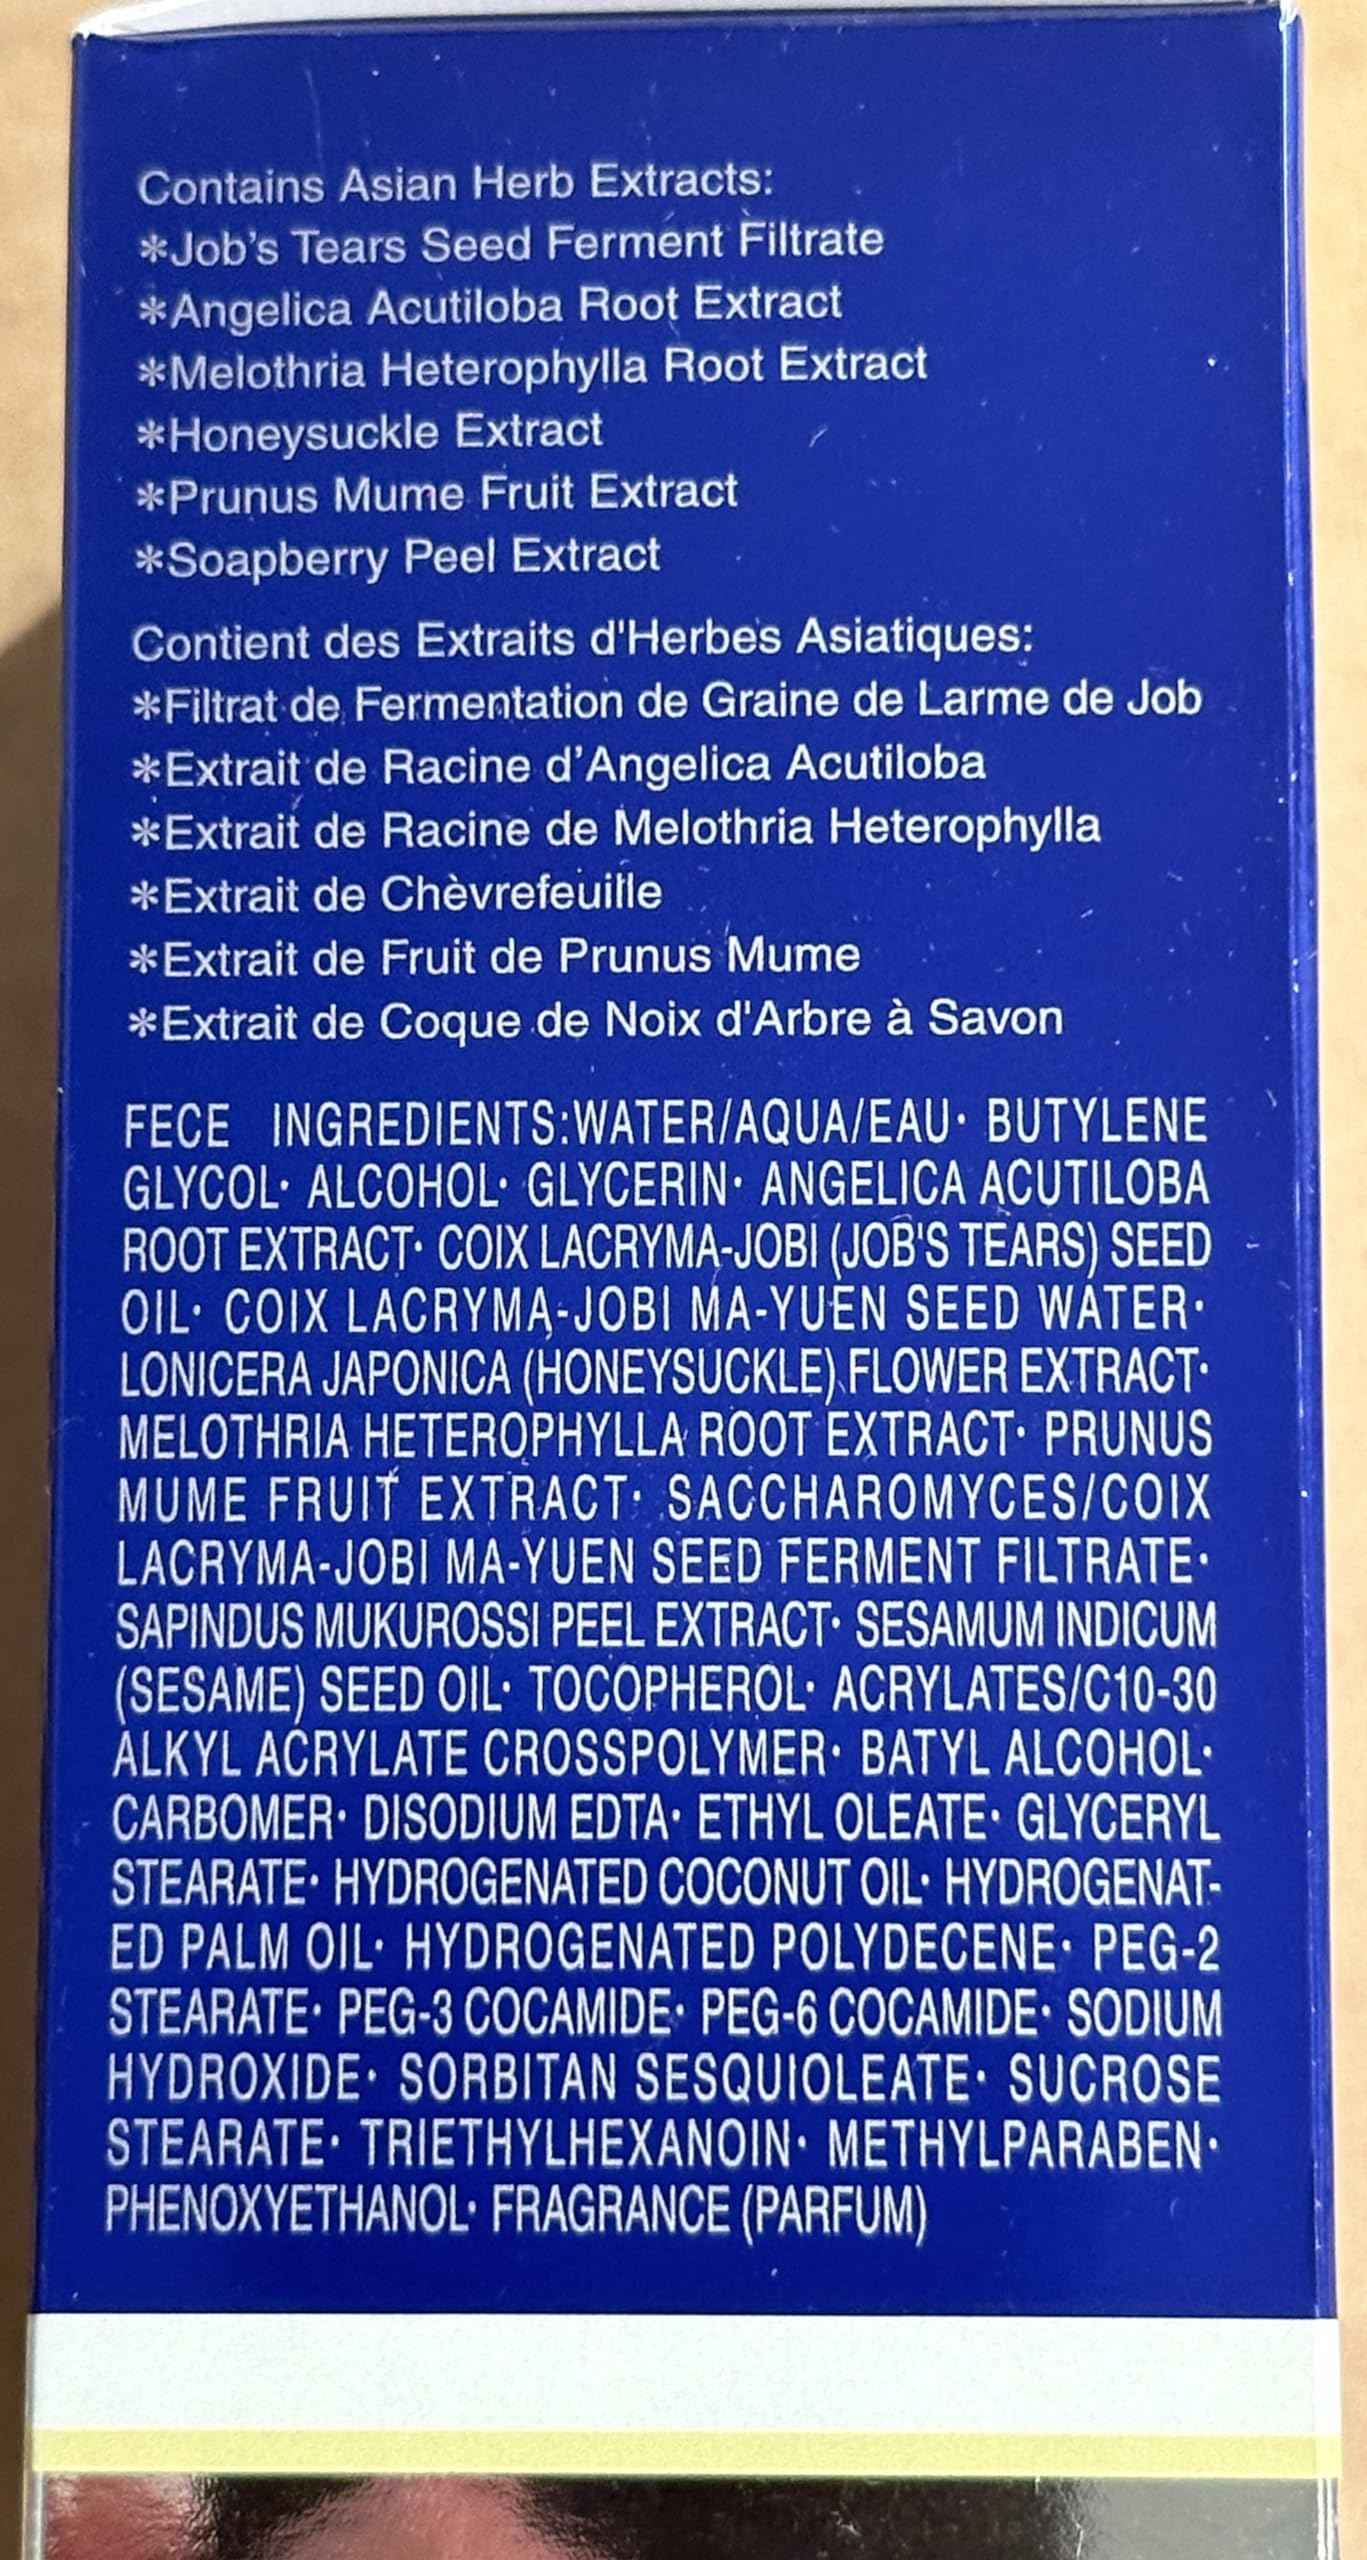 Contains Asian Herb Extracts:
*Job's Tears Seed Ferment Filtrate
*Angelica Acutiloba Root Extract
*Melothria Heterophylla Root Extract
*Honeysuckle Extract
*Prunus Mume Fruit Extract
*Soapberry Peel Extract
Contient des Extraits d'Herbes Asiatiques:
*Filtrat de Fermentation de Graine de Larme de Job
*Extrait de Racine d'Angelica Acutiloba
*Extrait de Racine de Melothria Heterophylla
*Extrait de Chèvrefeuille
*Extrait de Fruit de Prunus Mume
*Extrait de Coque de Noix d'Arbre à Savon
FECE INGREDIENTS:WATER/AQUA/EAU· BUTYLENE
GLYCOL· ALCOHOL· GLYCERIN· ANGELICA ACUTILOBA
ROOT EXTRACT· COIX LACRYMA-JOBI (JOB'S TEARS) SEED
OIL· COIX LACRYMA-JOBI MA-YUEN SEED WATER·
LONICERA JAPONICA (HONEYSUCKLE) FLOWER EXTRACT·
MELOTHRIA HETEROPHYLLA ROOT EXTRACT· PRUNUS
MUME FRUIT EXTRACT· SACCHAROMYCES/COIX
LACRYMA-JOBI MA-YUEN SEED FERMENT FILTRATE·
SAPINDUS MUKUROSSI PEEL EXTRACT· SESAMUM INDICUM
(SESAME) SEED OIL· TOCOPHEROL· ACRYLATES/C10-30
ALKYL ACRYLATE CROSSPOLYMER· BATYL ALCOHOL·
CARBOMER· DISODIUM EDTA· ETHYL OLEATE· GLYCERYL
STEARATE· HYDROGENATED COCONUT OIL· HYDROGENAT-
ED PALM OIL· HYDROGENATED POLYDECENE· PEG-2
STEARATE· PEG-3 COCAMIDE· PEG-6 COCAMIDE· SODIUM
HYDROXIDE· SORBITAN SESQUIOLEATE· SUCROSE
STEARATE· TRIETHYLHEXANOIN· METHYLPARABEN·
PHENOXYETHANOL· FRAGRANCE (PARFUM)